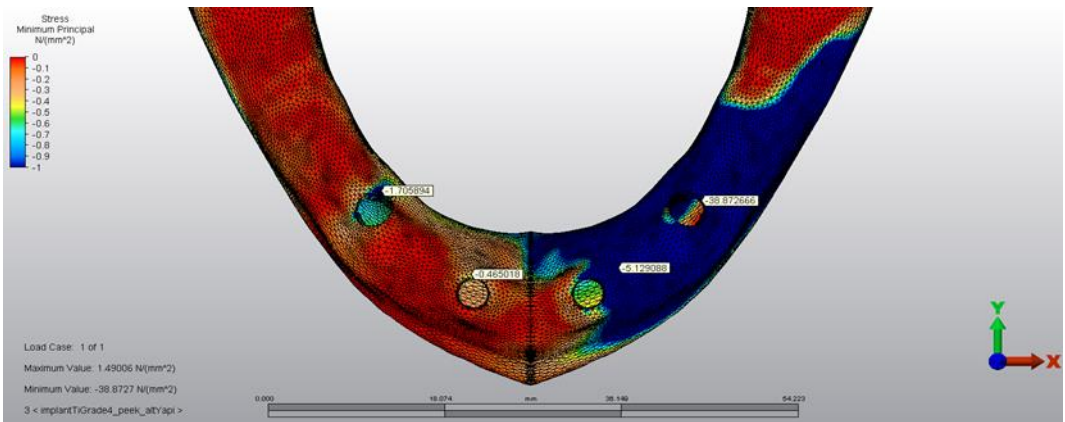 Stress
Minimum Principal
N/(mm^2)
0
-0.1
-0.2
-0.3
-0.4
-0.5
-0.6
-0.7
-0.8
-0.9
-1
-1.705894
-38.872666
-0.465018
-5.129088
Load Case: 1 of 1
Maximum Value: 1.49006 N/(mm^2)
Minimum Value: -38.8727 N/(mm^2)
3 < implantTiGrade4_peek_altYapi >
0.000
18.074
mm
36.149
54.223
Y
X